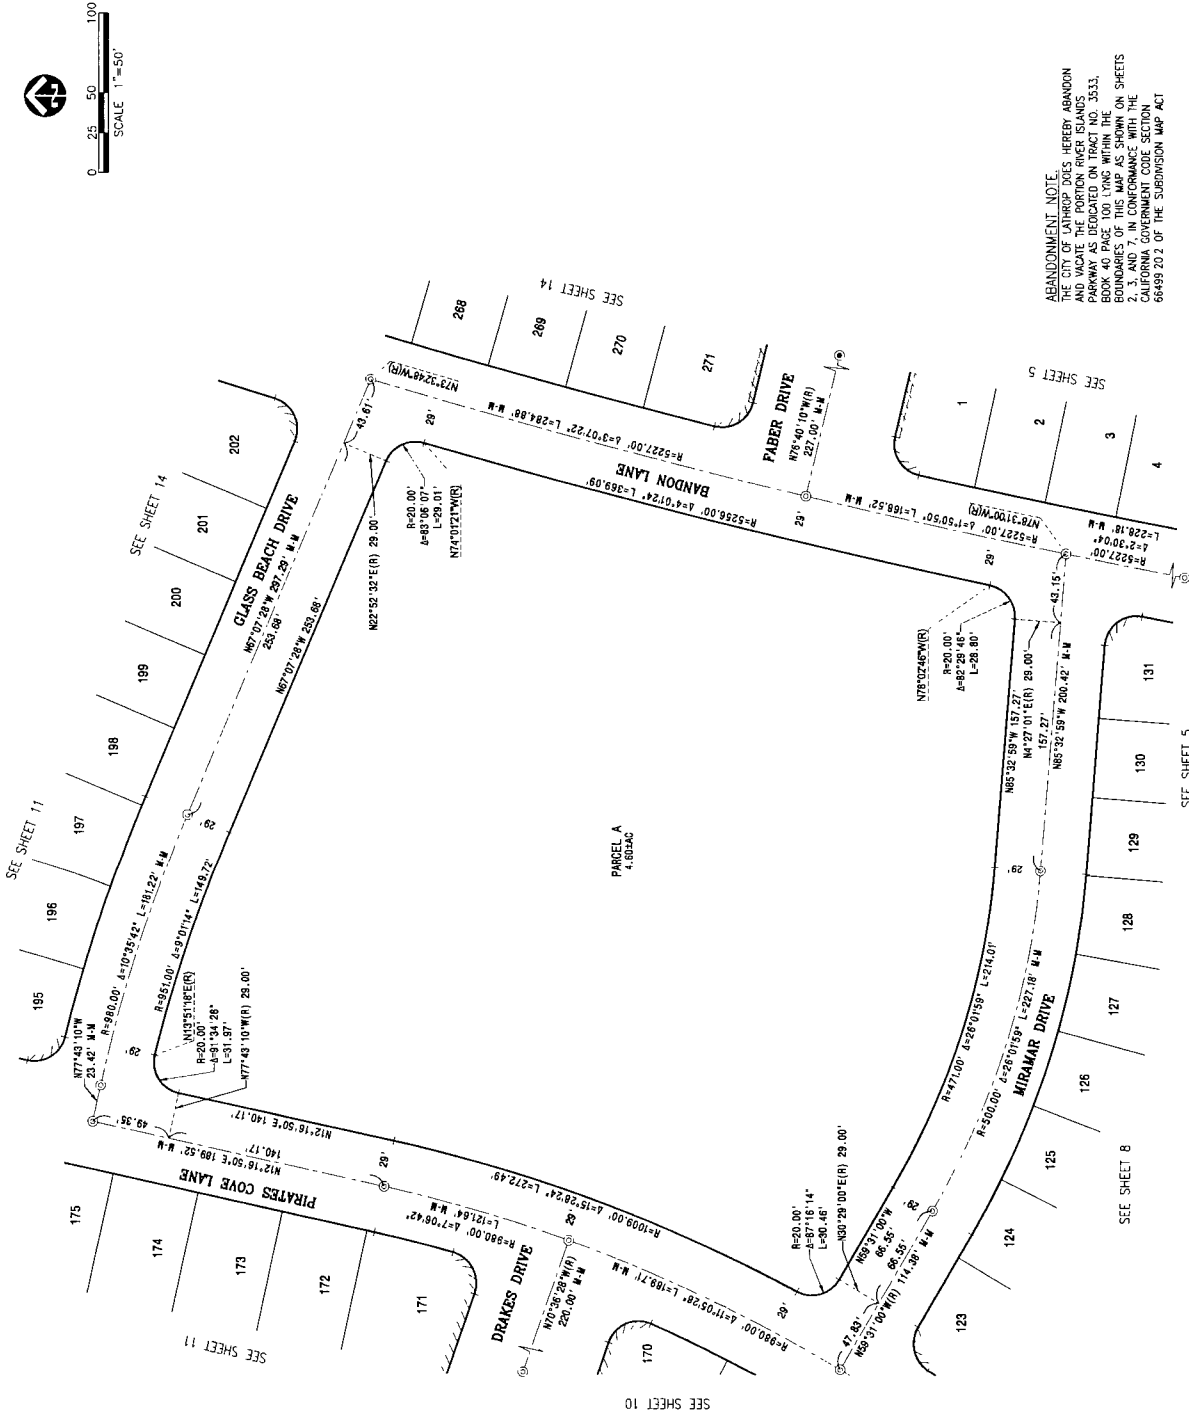 0 25 50 100
SCALE 1"=50'
ABANDONMENT NOTE:
THE CITY OF LATHROP DOES HEREBY ABANDON
AND VACATE THE PORTION RIVER ISLANDS
PARKWAY AS DEDICATED ON TRACT NO. 3533,
BOOK 40 PAGE 100 LYING WITHIN THE
BOUNDARIES OF THIS MAP AS SHOWN ON SHEETS
2, 3, AND 7, IN CONFORMANCE WITH THE
CALIFORNIA GOVERNMENT CODE SECTION
66499.20.2 OF THE SUBDIVISION MAP ACT
SEE SHEET 14
268
269
270
271
SEE SHEET 14
202
201
200
199
198
SEE SHEET 11
197
196
195
GLASS BEACH DRIVE
N67°07'28"W 297.29' M-M
253.68'
N67°07'28"W 253.68'
43.61'
N73°32'48"W(R)
N22°52'32"E(R) 29.00'
R=20.00'
Δ=83°06'07"
L=29.01'
N74°01'21"W(R)
29'
R=5227.00' Δ=3°07'22" L=284.88' M-M
BANDON LANE
R=5256.00' Δ=4°01'24" L=369.09'
29'
FABER DRIVE
N76°40'10"W(R)
227.00' M-M
R=5227.00' Δ=1°50'50" L=168.52' M-M
N78°31'00"W(R)
R=5227.00'
Δ=2°30'04"
L=228.18' M-M
SEE SHEET 5
1
2
3
4
29'
N78°02'46"W(R)
R=20.00'
Δ=82°29'46"
L=28.80'
43.15'
N85°32'59"W 157.27'
N4°27'01"E(R) 29.00'
157.27'
N85°32'59"W 200.42' M-M
131
130
129
128
127
126
125
124
123
SEE SHEET 5
SEE SHEET 8
29'
R=471.00' Δ=26°01'59" L=214.01'
R=500.00' Δ=26°01'59" L=227.18' M-M
MIRAMAR DRIVE
29'
N59°31'00"W
66.55'
66.55'
N59°31'00"W(R) 114.38' M-M
47.83'
R=20.00'
Δ=87°16'14"
L=30.46'
N30°29'00"E(R) 29.00'
29'
PARCEL A
4.60±AC
R=980.00' Δ=10°35'42" L=181.22' M-M
29'
R=951.00' Δ=9°01'14" L=149.72'
N77°43'10"W
23.42' M-M
29'
N13°51'18"E(R)
R=20.00'
Δ=91°34'28"
L=31.97'
N77°43'10"W(R) 29.00'
49.35'
N12°16'50"E 140.17'
140.17'
N12°16'50"E 189.52' M-M
PIRATES COVE LANE
29'
R=1009.00' Δ=15°28'24" L=272.49'
R=980.00' Δ=7°06'42"
L=121.64' M-M
29'
DRAKES DRIVE
N70°36'28"W(R)
220.00' M-M
R=980.00' Δ=11°05'28" L=189.71' M-M
175
174
173
172
171
170
SEE SHEET 11
SEE SHEET 10